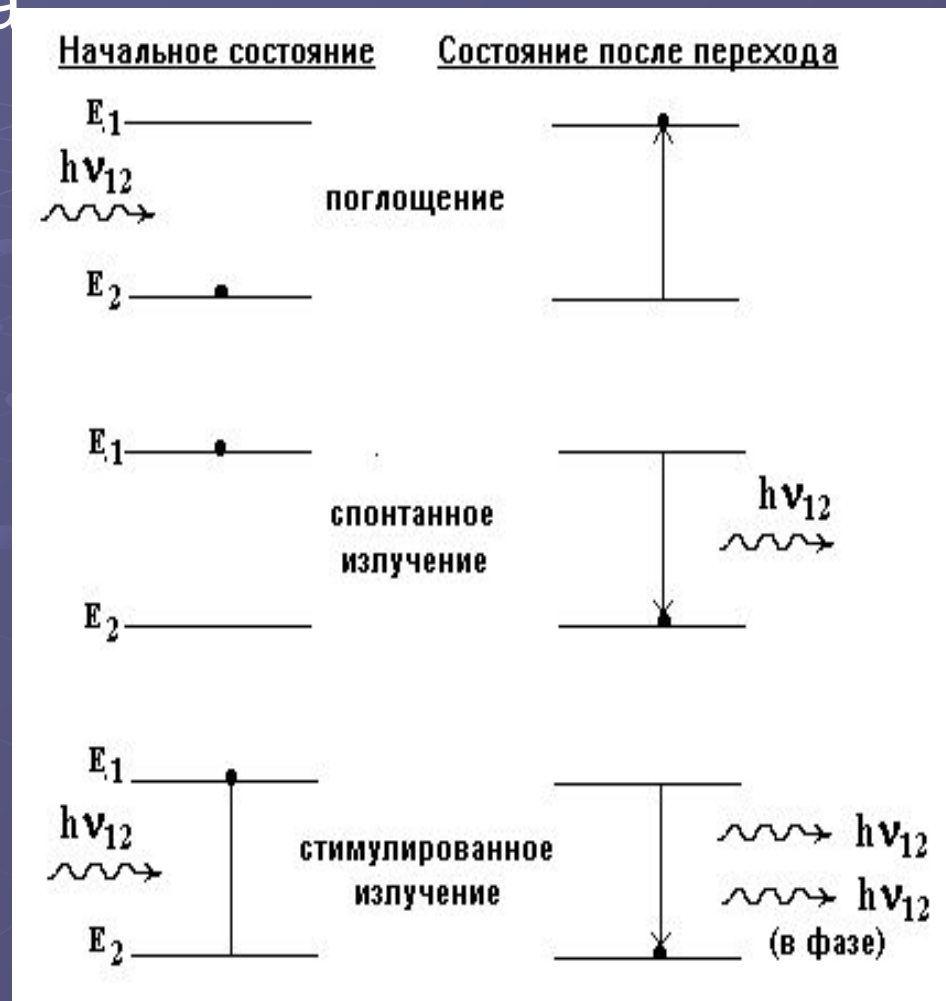 Начальное состояние Состояние после перехода
E1
hν12
поглощение
E2
E1
спонтанное
излучение
hν12
E2
E1
hν12
стимулированное
излучение
hν12
hν12
(в фазе)
E2